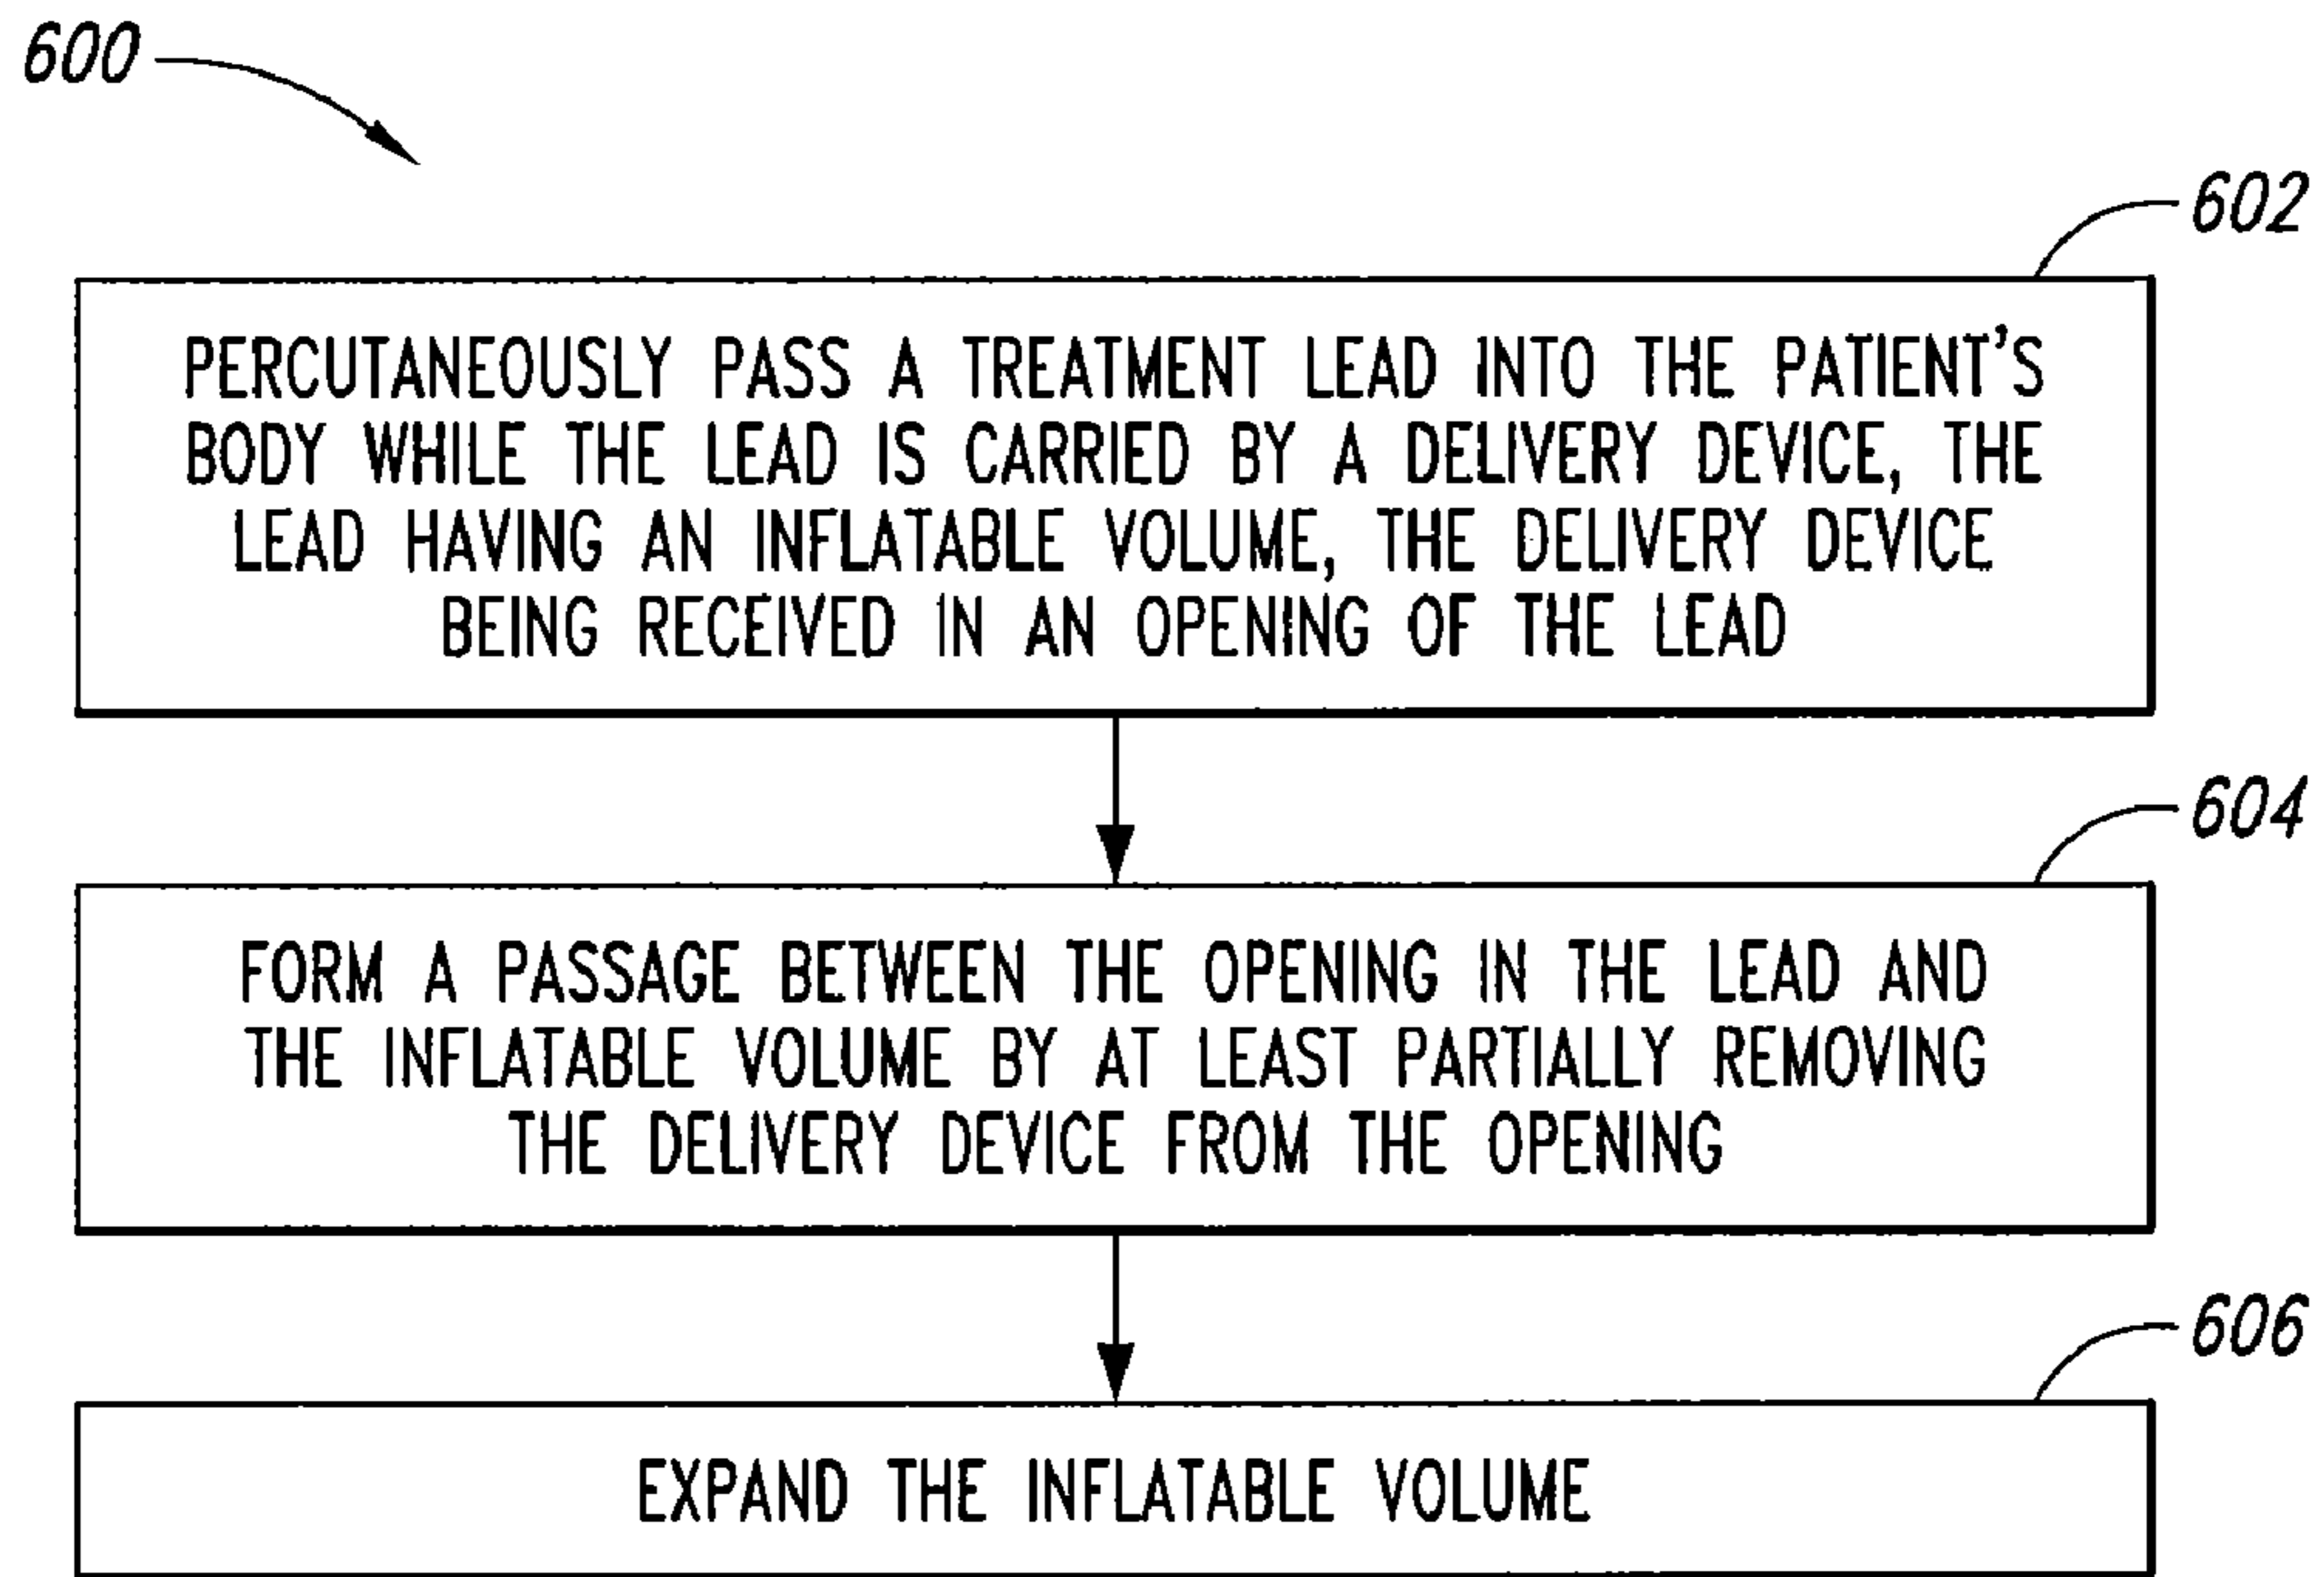 600
602
PERCUTANEOUSLY PASS A TREATMENT LEAD INTO THE PATIENT'S
BODY WHILE THE LEAD IS CARRIED BY A DELIVERY DEVICE, THE
LEAD HAVING AN INFLATABLE VOLUME, THE DELIVERY DEVICE
BEING RECEIVED IN AN OPENING OF THE LEAD
604
FORM A PASSAGE BETWEEN THE OPENING IN THE LEAD AND
THE INFLATABLE VOLUME BY AT LEAST PARTIALLY REMOVING
THE DELIVERY DEVICE FROM THE OPENING
606
EXPAND THE INFLATABLE VOLUME